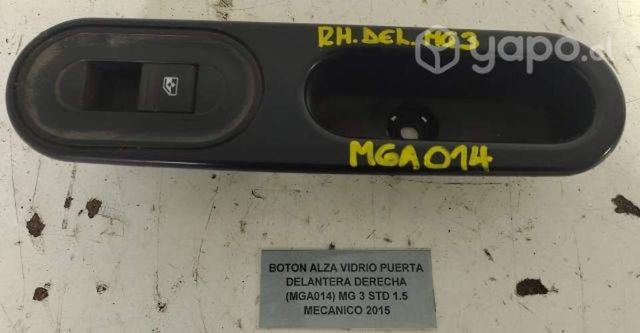 RH.DEL.MG3
yapo.cl
MGA014
BOTON ALZA VIDRIO PUERTA
DELANTERA DERECHA
(MGA014) MG 3 STD 1.5
MECANICO 2015